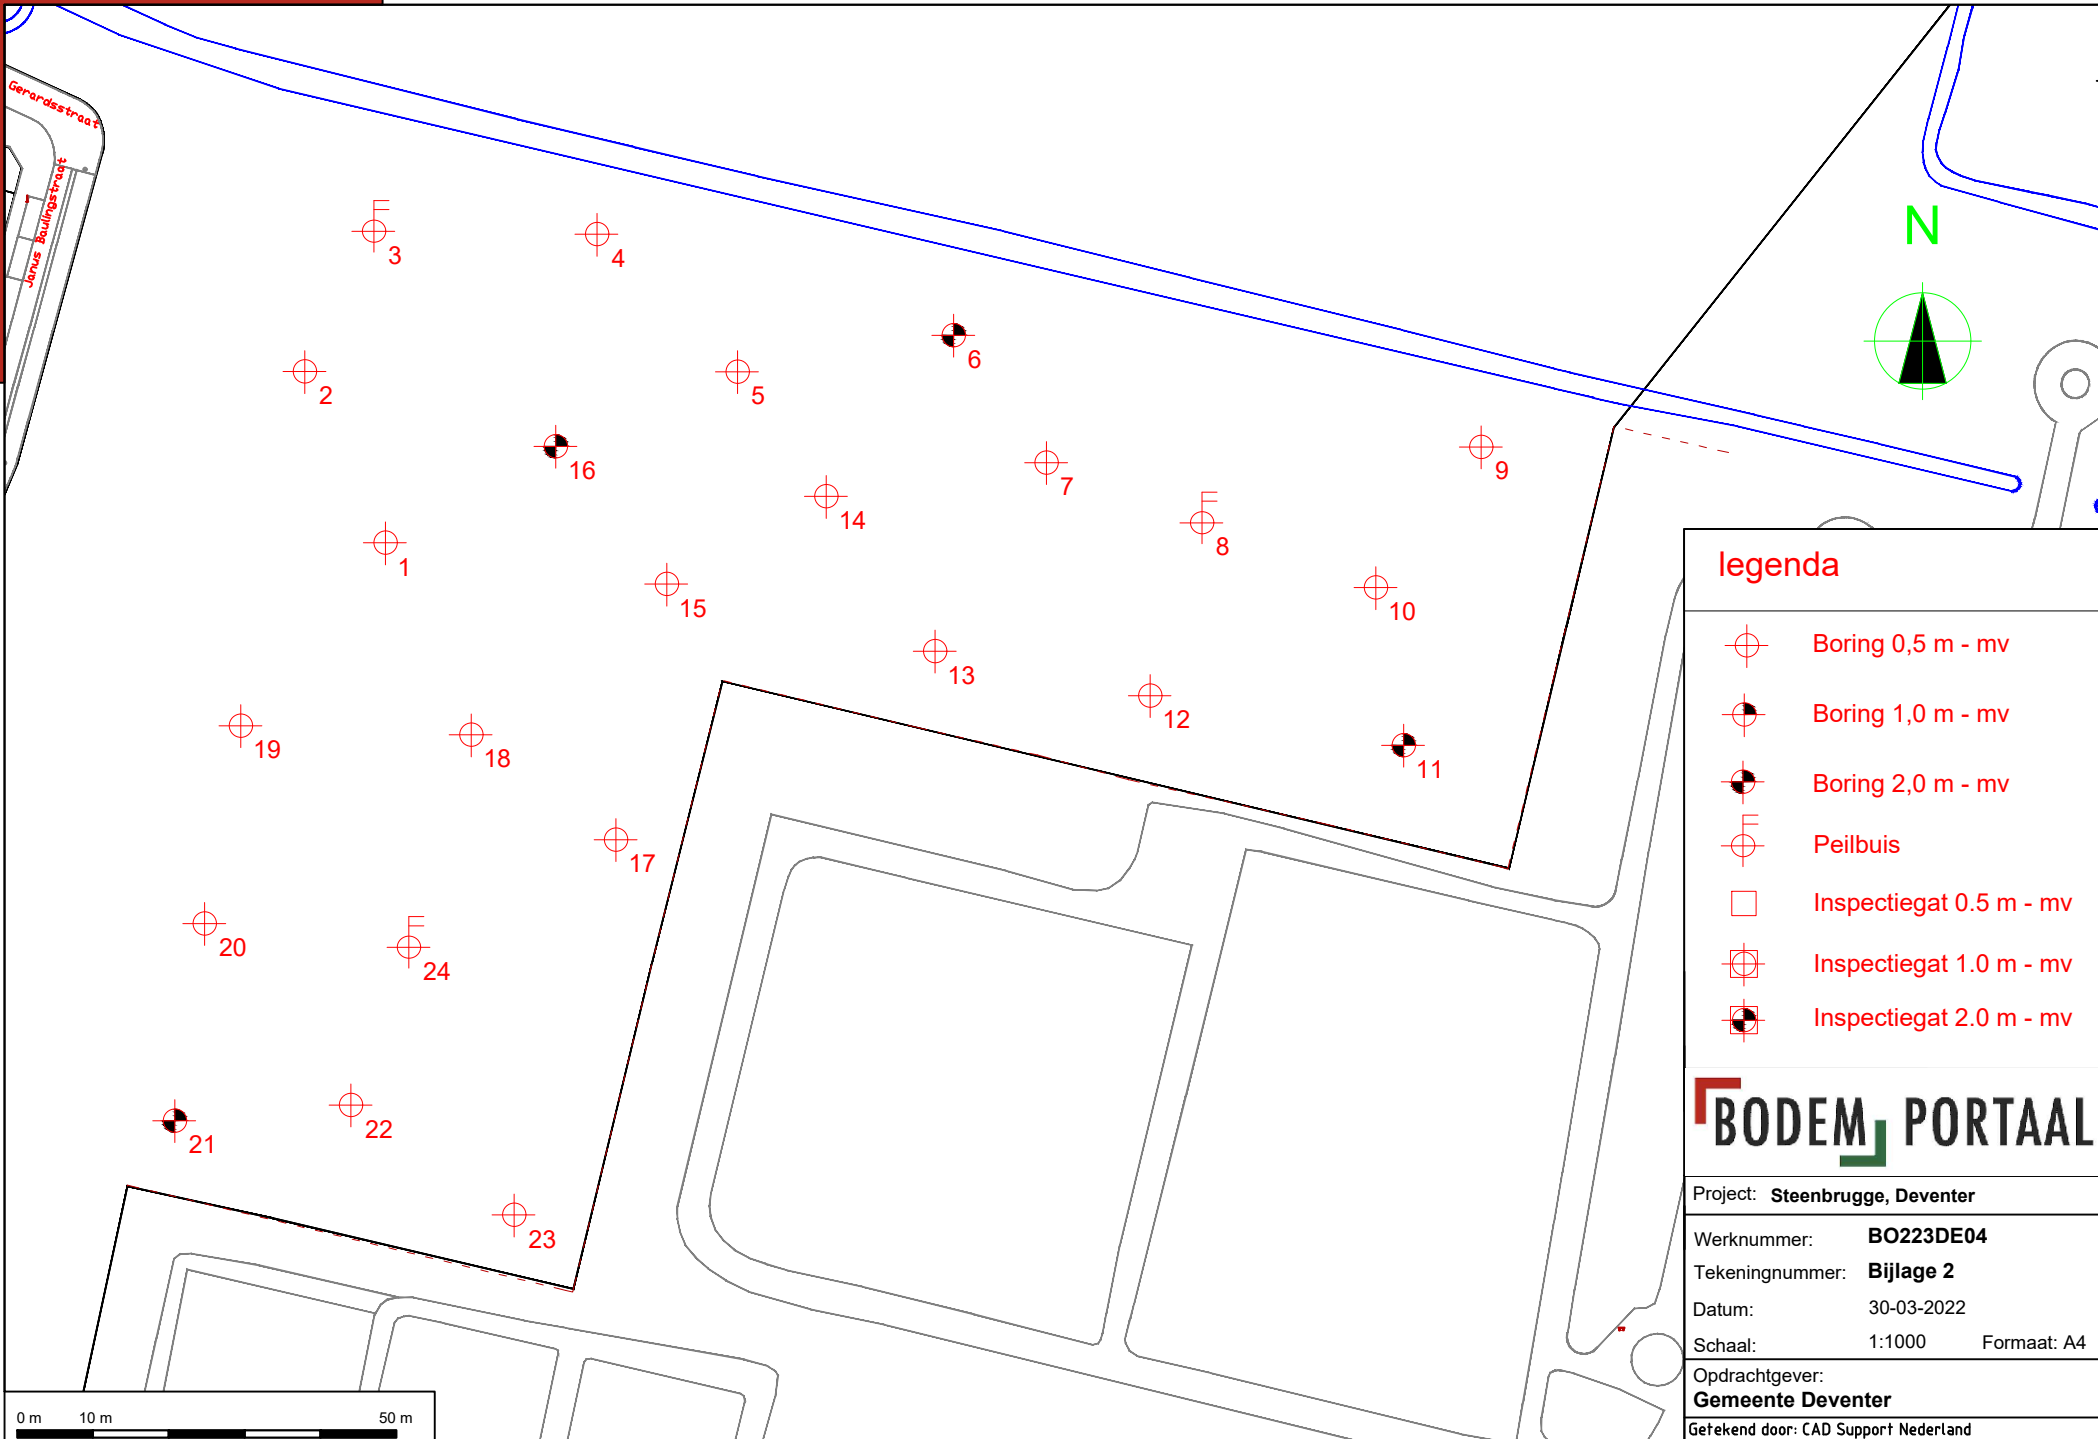 Gerardsstraat
Janus Baulingstraat
N
3
4
6
2
5
16
9
7
14
8
1
15
10
13
12
19
18
11
17
20
24
21
22
23
legenda
Boring 0,5 m - mv
Boring 1,0 m - mv
Boring 2,0 m - mv
Peilbuis
Inspectiegat 0.5 m - mv
Inspectiegat 1.0 m - mv
Inspectiegat 2.0 m - mv
BODEM PORTAAL
Project: Steenbrugge, Deventer
Werknummer: BO223DE04
Tekeningnummer: Bijlage 2
Datum: 30-03-2022
Schaal: 1:1000 Formaat: A4
Opdrachtgever:
Gemeente Deventer
Getekend door: CAD Support Nederland
0 m 10 m 50 m